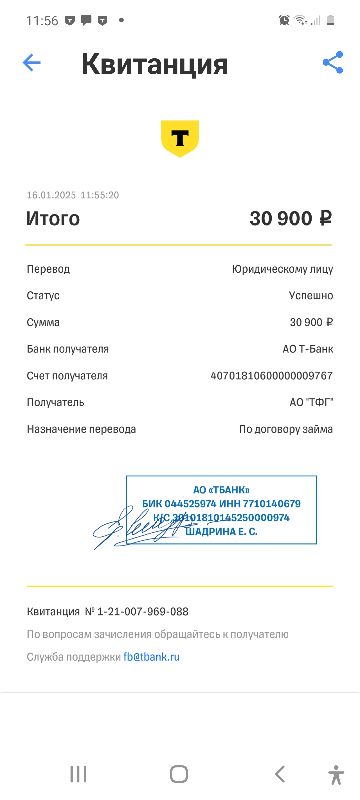 11:56
Квитанция
Т
16.01.2025 11:55:20
Итого 30 900 ₽
Перевод Юридическому лицу
Статус Успешно
Сумма 30 900 ₽
Банк получателя АО Т-Банк
Счет получателя 40701810600000009767
Получатель АО "ТФГ"
Назначение перевода По договору займа
АО «ТБАНК»
БИК 044525974 ИНН 7710140679
К/С 30101810145250000974
ШАДРИНА Е. С.
Квитанция № 1-21-007-969-088
По вопросам зачисления обращайтесь к получателю
Служба поддержки fb@tbank.ru